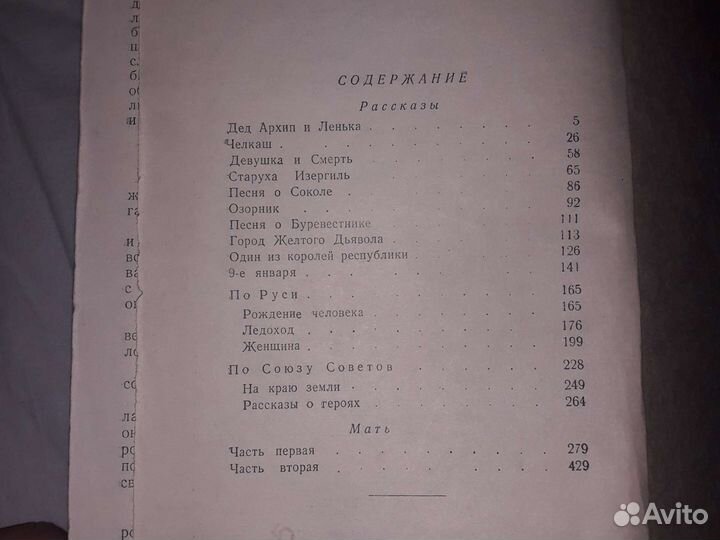 СОДЕРЖАНИЕ
Рассказы
Дед Архип и Ленька . . . . . . . 5
Челкаш . . . . . . . . . 26
Девушка и Смерть . . . . . . . 58
Старуха Изергиль . . . . . . . 65
Песня о Соколе . . . . . . . . 86
Озорник . . . . . . . . . 92
Песня о Буревестнике . . . . . . 111
Город Желтого Дьявола . . . . . . 113
Один из королей республики . . . . . 126
9-е января . . . . . . . . . 141
По Руси . . . . . . . . . 165
Рождение человека . . . . . . 165
Ледоход . . . . . . . . 176
Женщина . . . . . . . . 199
По Союзу Советов . . . . . . 228
На краю земли . . . . . . . 249
Рассказы о героях . . . . . . 264
Мать
Часть первая . . . . . . . . 279
Часть вторая . . . . . . . . 429
Avito